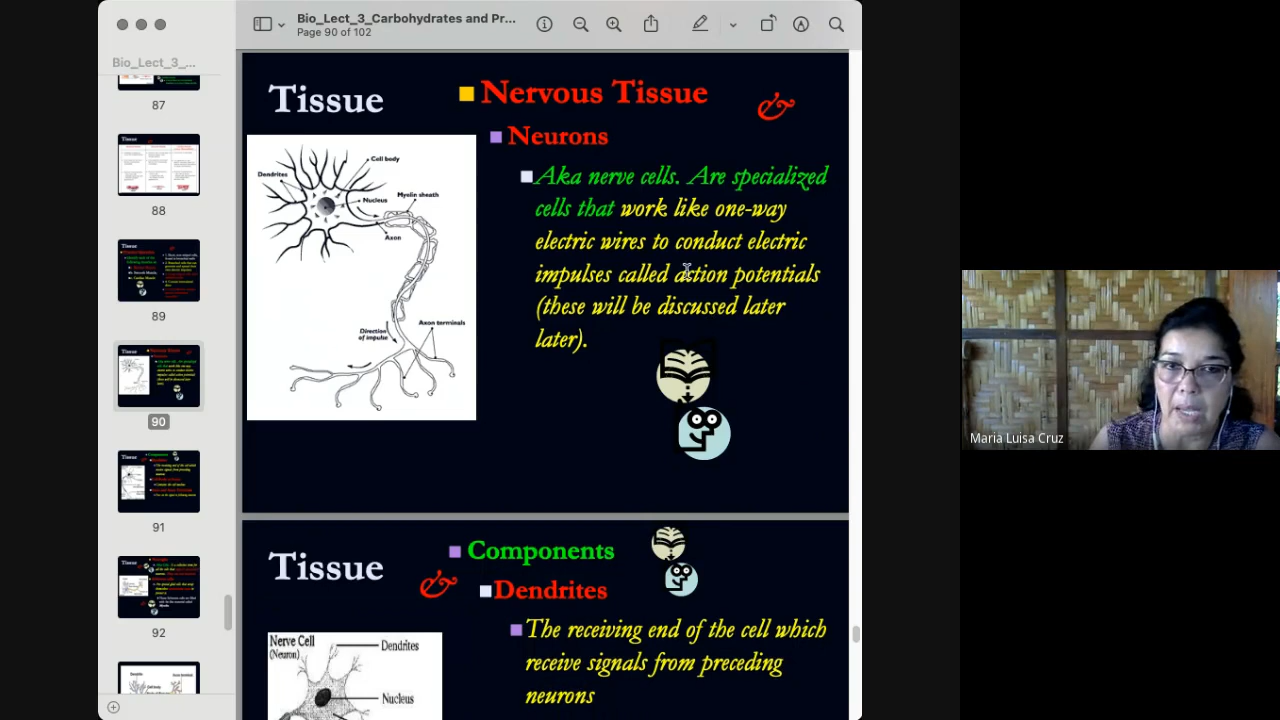 Bio_Lect_3_Carbohydrates and Pr...
Page 90 of 102
Bio_Lect_3_...
87
88
89
90
91
92
Tissue
Nervous Tissue
Neurons
Aka nerve cells. Are specialized
cells that work like one-way
electric wires to conduct electric
impulses called action potentials
(these will be discussed later
later).
Cell body
Dendrites
Nucleus
Myelin sheath
Axon
Axon terminals
Direction
of impulse
Tissue
Components
Dendrites
The receiving end of the cell which
receive signals from preceding
neurons
Nerve Cell
(Neuron)
Dendrites
Nucleus
Maria Luisa Cruz